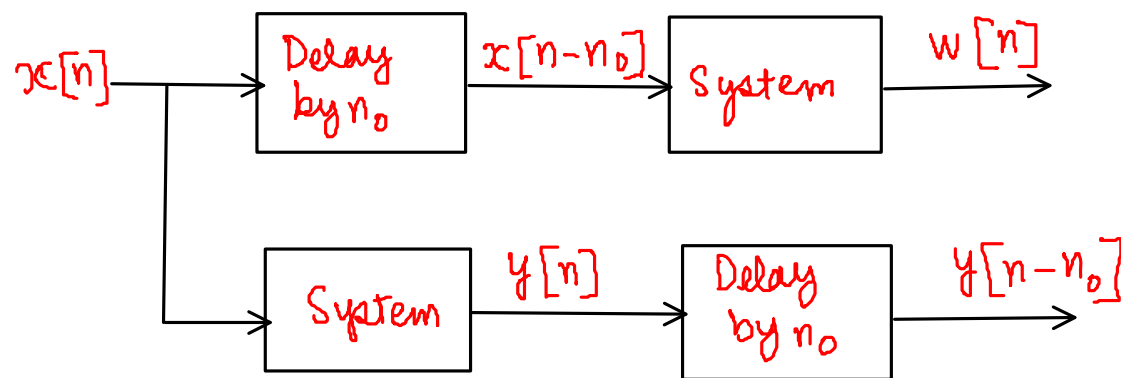 x[n]
Delay
by n₀
x[n-n₀]
System
w[n]
System
y[n]
Delay
by n₀
y[n-n₀]